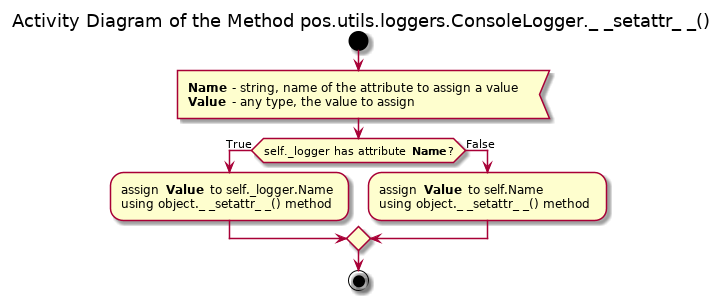 Activity Diagram of the Method pos.utils.loggers.ConsoleLogger._ _setattr_ _()
Name - string, name of the attribute to assign a value
Value - any type, the value to assign
True
self._logger has attribute Name?
False
assign Value to self._logger.Name
using object._ _setattr_ _() method
assign Value to self.Name
using object._ _setattr_ _() method